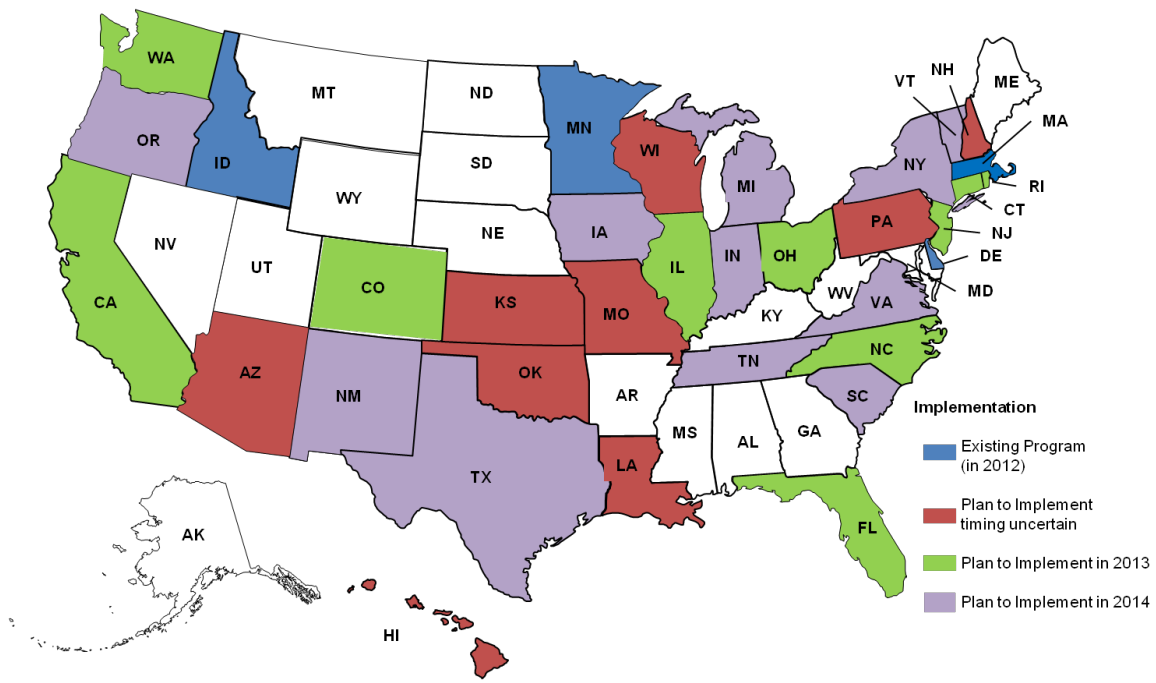 WA
MT
ND
MN
VT
NH
ME
MA
OR
ID
SD
WI
NY
WY
MI
RI
CT
NV
NE
IA
PA
NJ
UT
IL
IN
OH
DE
CA
CO
KS
MO
WV
VA
MD
KY
AZ
OK
TN
NC
NM
AR
SC
MS
AL
GA
TX
LA
FL
AK
HI
Implementation
Existing Program
(in 2012)
Plan to Implement
timing uncertain
Plan to Implement in 2013
Plan to Implement in 2014